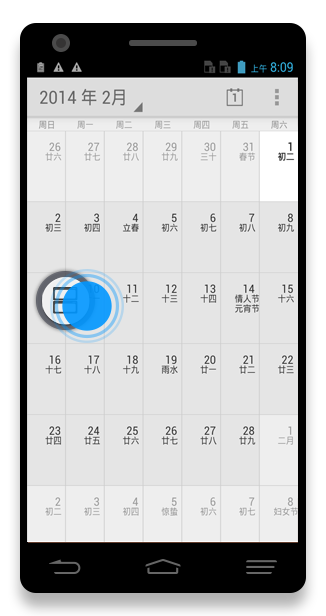 上午 8:09
2014 年 2月
1
周日 周一 周二 周三 周四 周五 周六
26 27 28 29 30 31 1
廿六 廿七 廿八 廿九 三十 春节 初二
2 3 4 5 6 7 8
初三 初四 立春 初五 初六 初七 初八 初九
11 12 13 14 15
十二 十三 十四 情人节 十六
元宵节
16 17 18 19 20 21 22
十七 十八 十九 雨水 廿一 廿二 廿三
23 24 25 26 27 28 1
廿四 廿五 廿六 廿七 廿八 廿九 二月
2 3 4 5 6 7 8
初二 初三 初四 惊蛰 初六 初七 妇女节